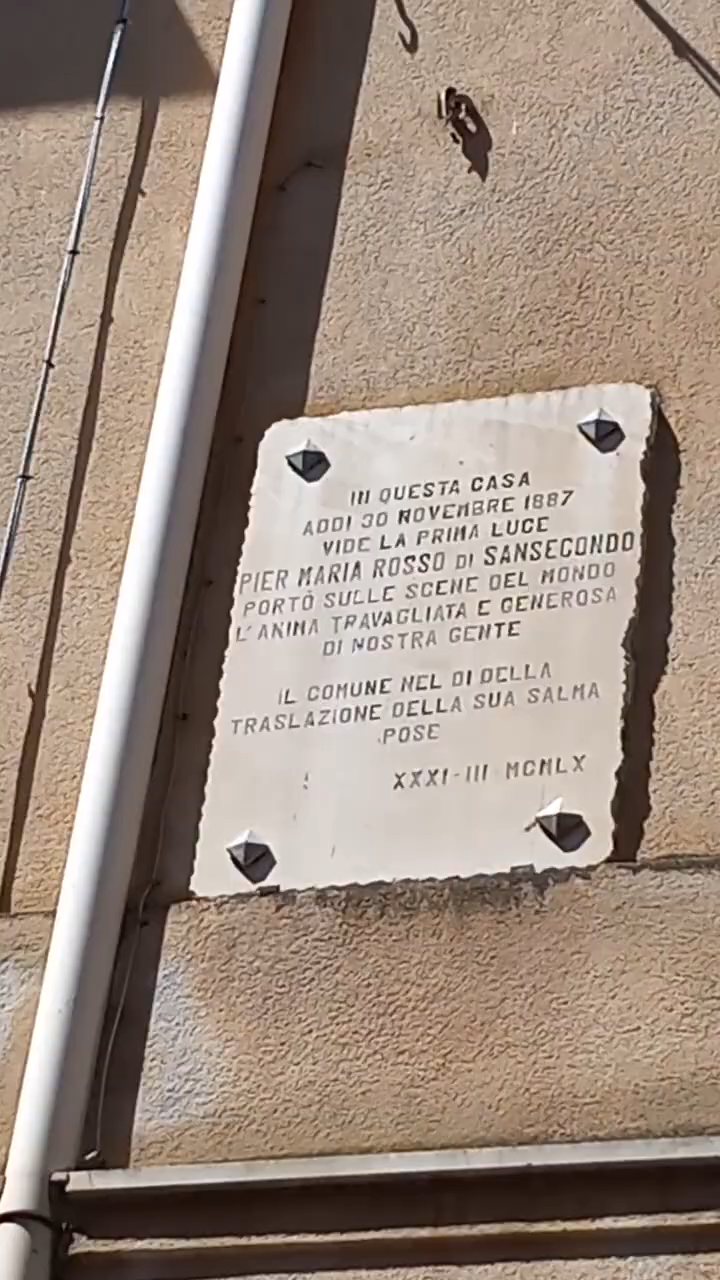 IN QUESTA CASA
ADDI 30 NOVEMBRE 1887
VIDE LA PRIMA LUCE
PIER MARIA ROSSO DI SANSECONDO
PORTÒ SULLE SCENE DEL MONDO
L'ANIMA TRAVAGLIATA E GENEROSA
DI NOSTRA GENTE
IL COMUNE NEL DI DELLA
TRASLAZIONE DELLA SUA SALMA
POSE
XXXI-III MCMLX